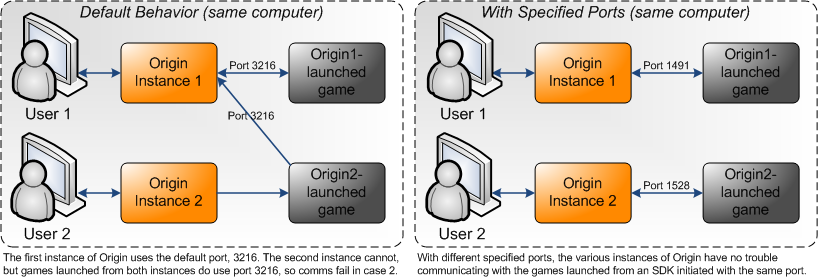 Default Behavior (same computer)
User 1
Origin
Instance 1
Port 3216
Origin1-
launched
game
Port 3216
User 2
Origin
Instance 2
Origin2-
launched
game
The first instance of Origin uses the default port, 3216. The second instance cannot,
but games launched from both instances do use port 3216, so comms fail in case 2.
With Specified Ports (same computer)
User 1
Origin
Instance 1
Port 1491
Origin1-
launched
game
User 2
Origin
Instance 2
Port 1528
Origin2-
launched
game
With different specified ports, the various instances of Origin have no trouble
communicating with the games launched from an SDK initiated with the same port.